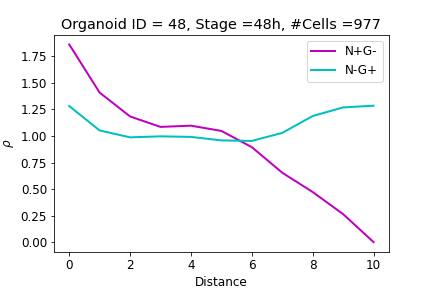 Organoid ID = 48, Stage =48h, #Cells =977
N+G-
N-G+
1.75
1.50
1.25
1.00
0.75
0.50
0.25
0.00
ρ
0 2 4 6 8 10
Distance